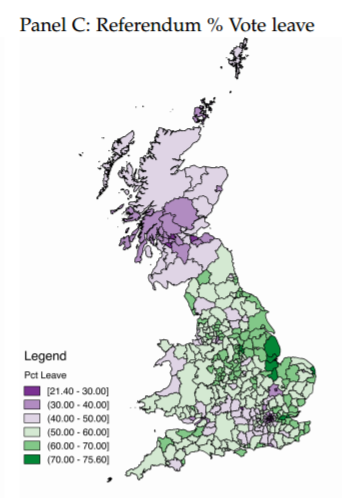 Panel C: Referendum % Vote leave
Legend
Pct Leave
[21.40 - 30.00]
(30.00 - 40.00]
(40.00 - 50.00]
(50.00 - 60.00]
(60.00 - 70.00]
(70.00 - 75.60]